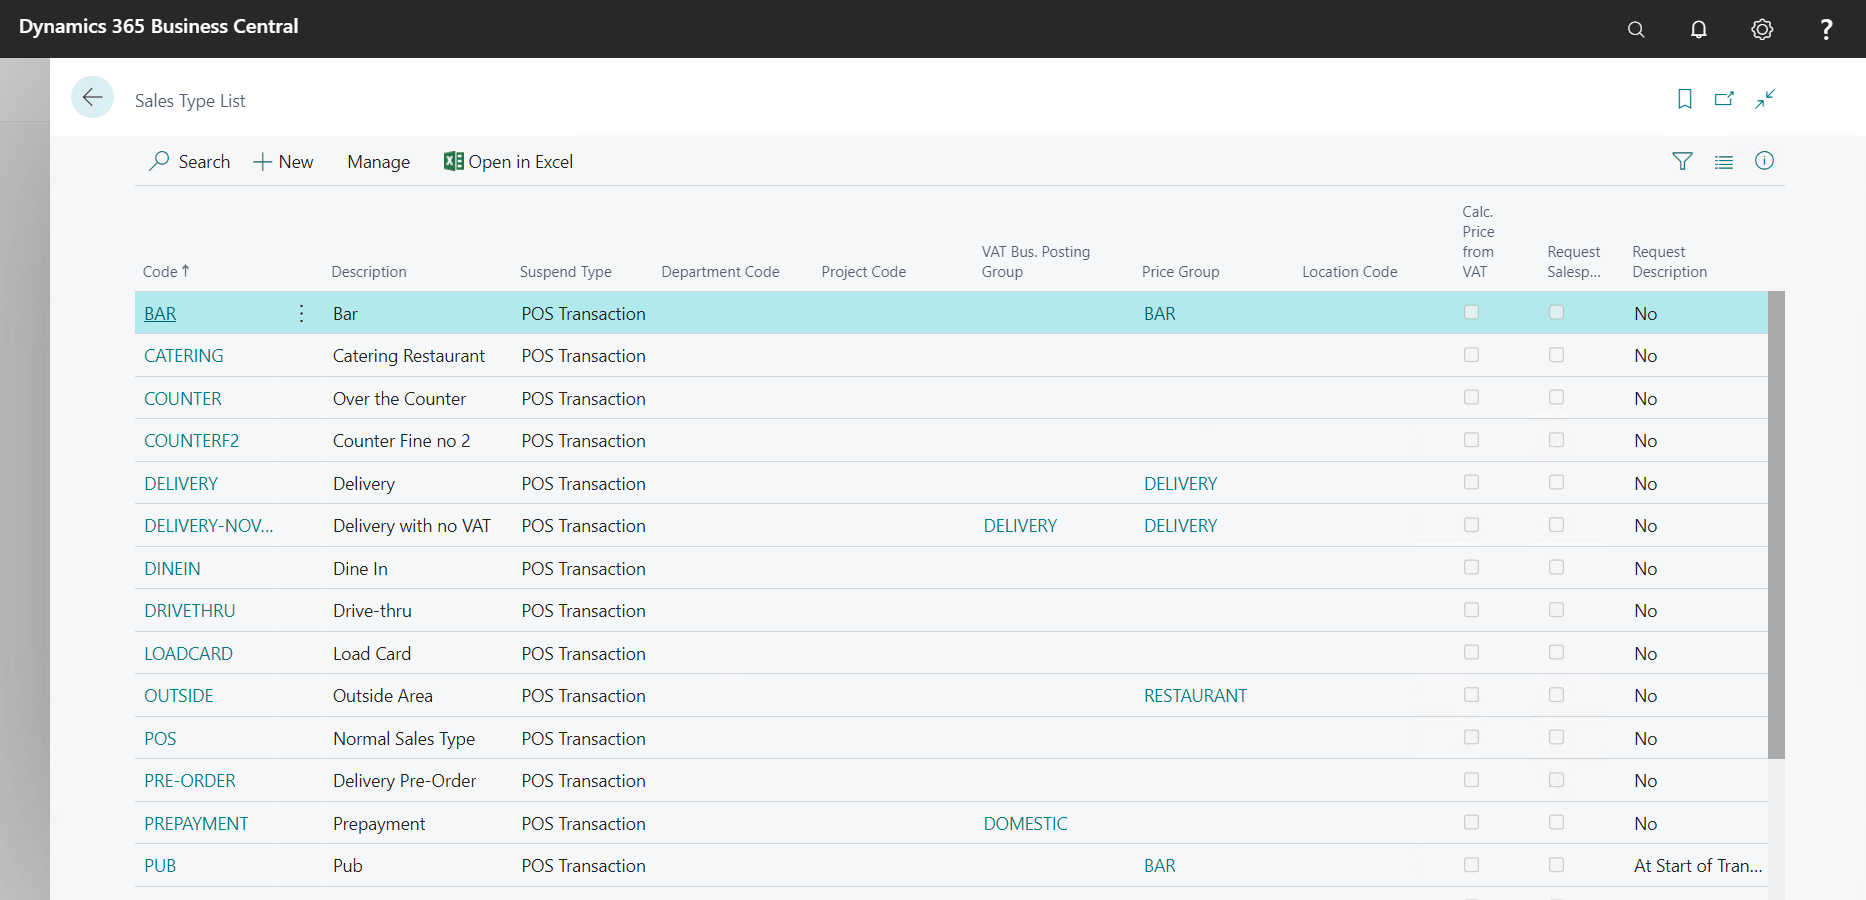 Dynamics 365 Business Central
?
Sales Type List
Search New Manage Open in Excel
Code↑ Description Suspend Type Department Code Project Code VAT Bus. Posting Group Price Group Location Code Calc. Price from VAT Request Salesp... Request Description
BAR Bar POS Transaction BAR No
CATERING Catering Restaurant POS Transaction No
COUNTER Over the Counter POS Transaction No
COUNTERF2 Counter Fine no 2 POS Transaction No
DELIVERY Delivery POS Transaction DELIVERY No
DELIVERY-NOV... Delivery with no VAT POS Transaction DELIVERY DELIVERY No
DINEIN Dine In POS Transaction No
DRIVETHRU Drive-thru POS Transaction No
LOADCARD Load Card POS Transaction No
OUTSIDE Outside Area POS Transaction RESTAURANT No
POS Normal Sales Type POS Transaction No
PRE-ORDER Delivery Pre-Order POS Transaction No
PREPAYMENT Prepayment POS Transaction DOMESTIC No
PUB Pub POS Transaction BAR At Start of Tran...